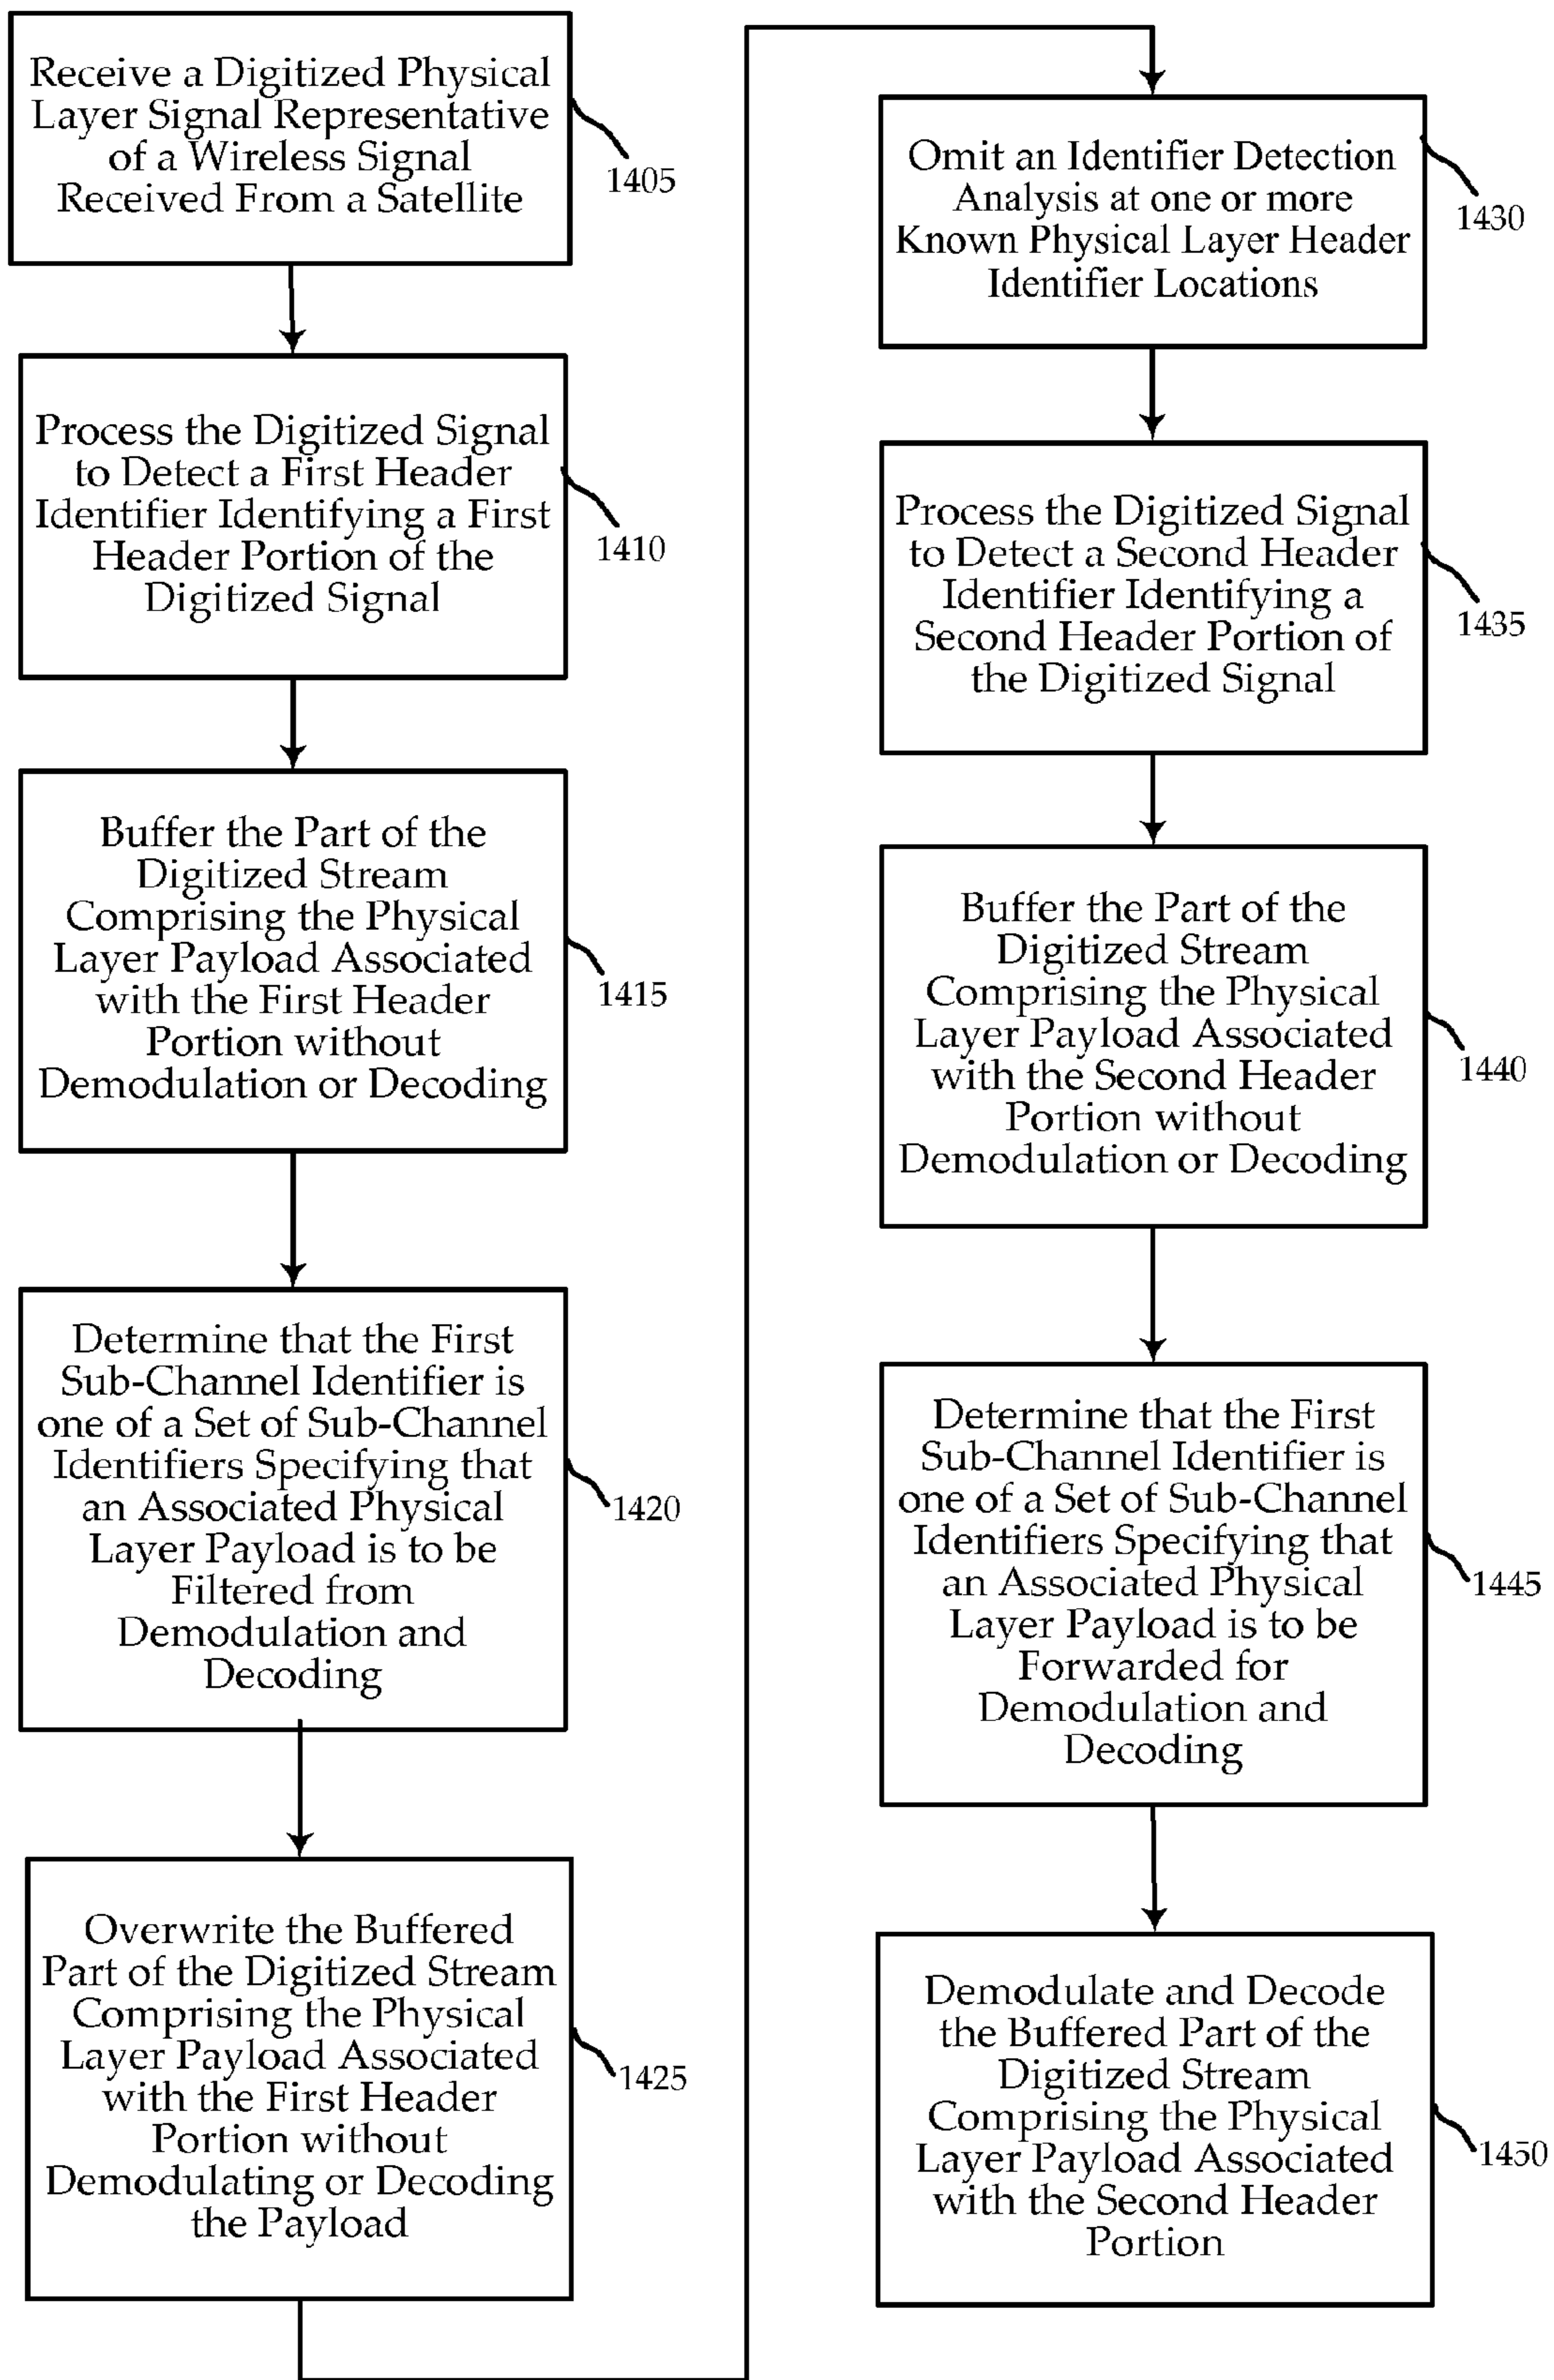 Receive a Digitized Physical
Layer Signal Representative
of a Wireless Signal
Received From a Satellite
1405
Process the Digitized Signal
to Detect a First Header
Identifier Identifying a First
Header Portion of the
Digitized Signal
1410
Buffer the Part of the
Digitized Stream
Comprising the Physical
Layer Payload Associated
with the First Header
Portion without
Demodulation or Decoding
1415
Determine that the First
Sub-Channel Identifier is
one of a Set of Sub-Channel
Identifiers Specifying that
an Associated Physical
Layer Payload is to be
Filtered from
Demodulation and
Decoding
1420
Overwrite the Buffered
Part of the Digitized Stream
Comprising the Physical
Layer Payload Associated
with the First Header
Portion without
Demodulating or Decoding
the Payload
1425
Omit an Identifier Detection
Analysis at one or more
Known Physical Layer Header
Identifier Locations
1430
Process the Digitized Signal
to Detect a Second Header
Identifier Identifying a
Second Header Portion of
the Digitized Signal
1435
Buffer the Part of the
Digitized Stream
Comprising the Physical
Layer Payload Associated
with the Second Header
Portion without
Demodulation or Decoding
1440
Determine that the First
Sub-Channel Identifier is
one of a Set of Sub-Channel
Identifiers Specifying that
an Associated Physical
Layer Payload is to be
Forwarded for
Demodulation and
Decoding
1445
Demodulate and Decode
the Buffered Part of the
Digitized Stream
Comprising the Physical
Layer Payload Associated
with the Second Header
Portion
1450